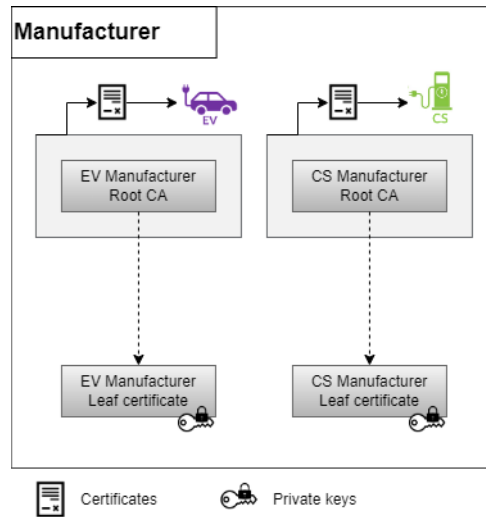 Manufacturer
EV
CS
EV Manufacturer
Root CA
CS Manufacturer
Root CA
EV Manufacturer
Leaf certificate
CS Manufacturer
Leaf certificate
Certificates
Private keys